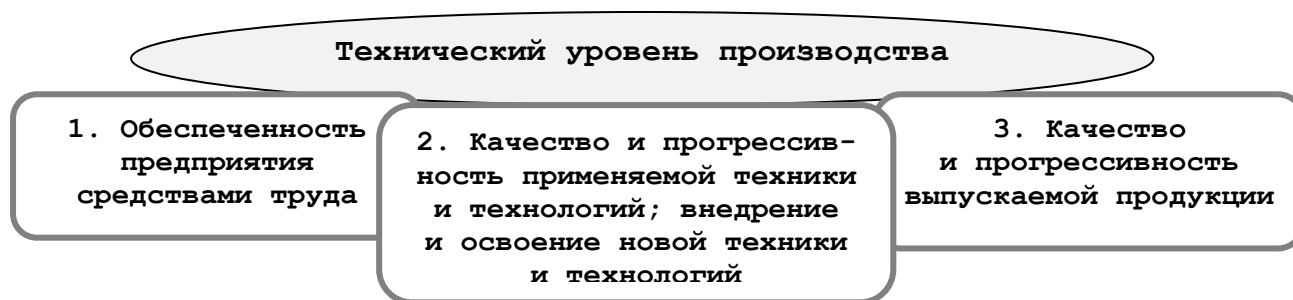 Технический уровень производства
1. Обеспеченность
предприятия
средствами труда
2. Качество и прогрессив-
ность применяемой техники
и технологий; внедрение
и освоение новой техники
и технологий
3. Качество
и прогрессивность
выпускаемой продукции